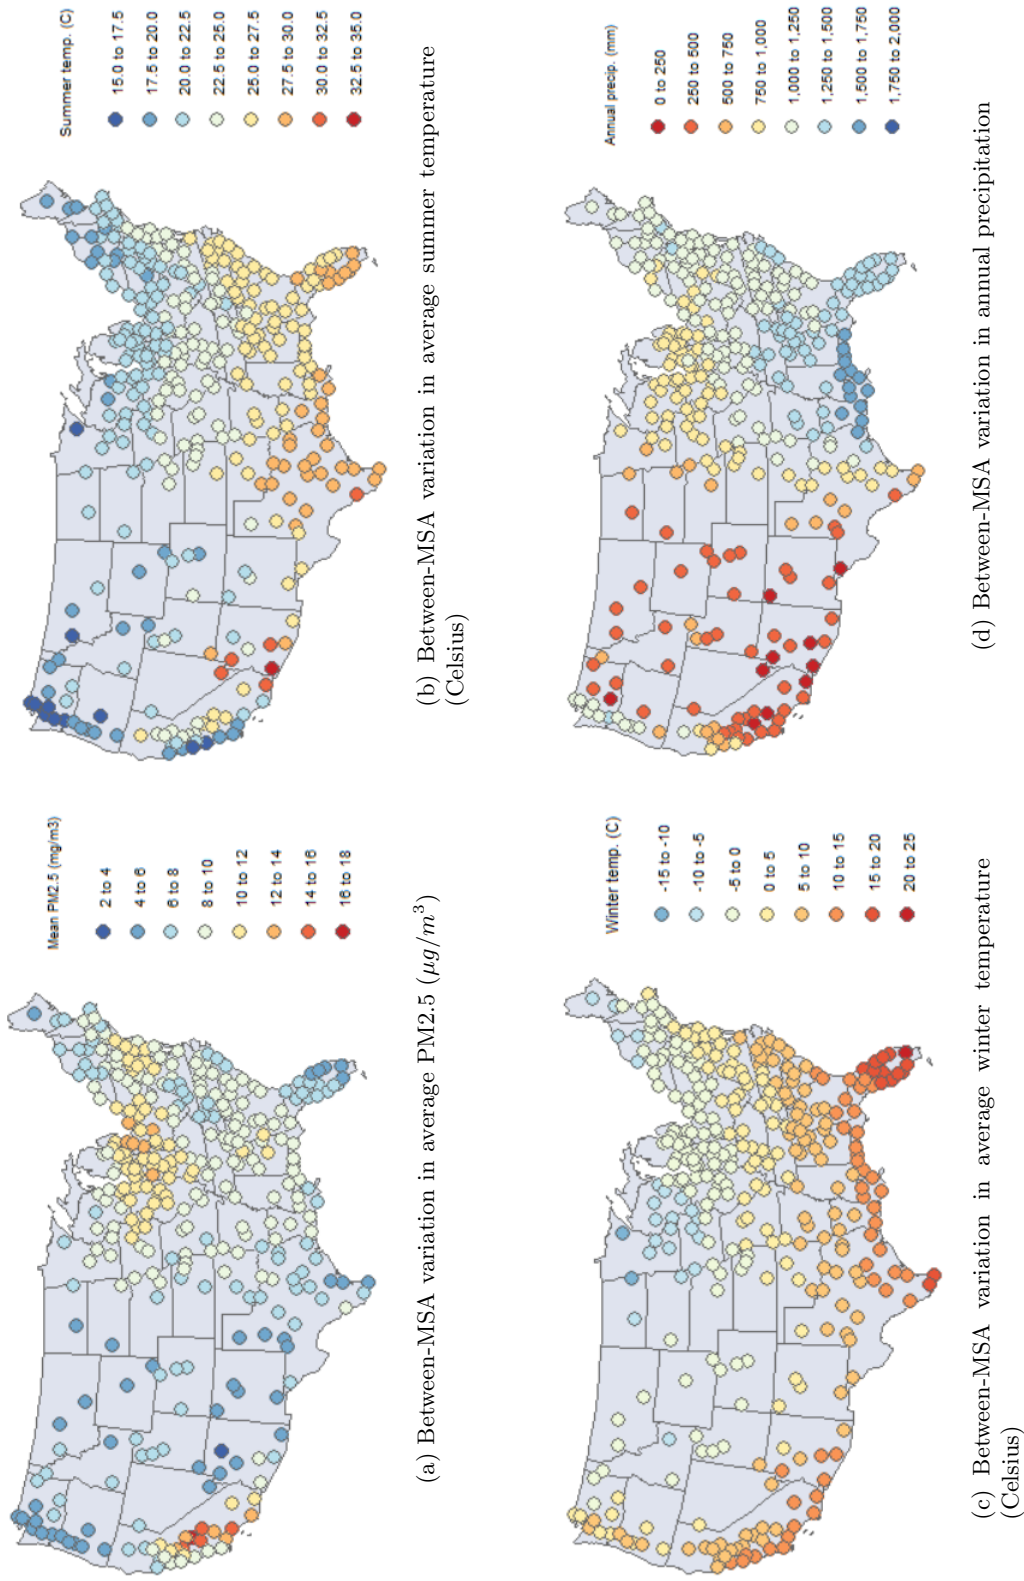 Mean PM2.5 (mg/m3)
2 to 4
4 to 6
6 to 8
8 to 10
10 to 12
12 to 14
14 to 16
16 to 18
(a) Between-MSA variation in average PM2.5 (μg/m³)
Summer temp. (C)
15.0 to 17.5
17.5 to 20.0
20.0 to 22.5
22.5 to 25.0
25.0 to 27.5
27.5 to 30.0
30.0 to 32.5
32.5 to 35.0
(b) Between-MSA variation in average summer temperature
(Celsius)
Winter temp. (C)
-15 to -10
-10 to -5
-5 to 0
0 to 5
5 to 10
10 to 15
15 to 20
20 to 25
(c) Between-MSA variation in average winter temperature
(Celsius)
Annual precip. (mm)
0 to 250
250 to 500
500 to 750
750 to 1,000
1,000 to 1,250
1,250 to 1,500
1,500 to 1,750
1,750 to 2,000
(d) Between-MSA variation in annual precipitation